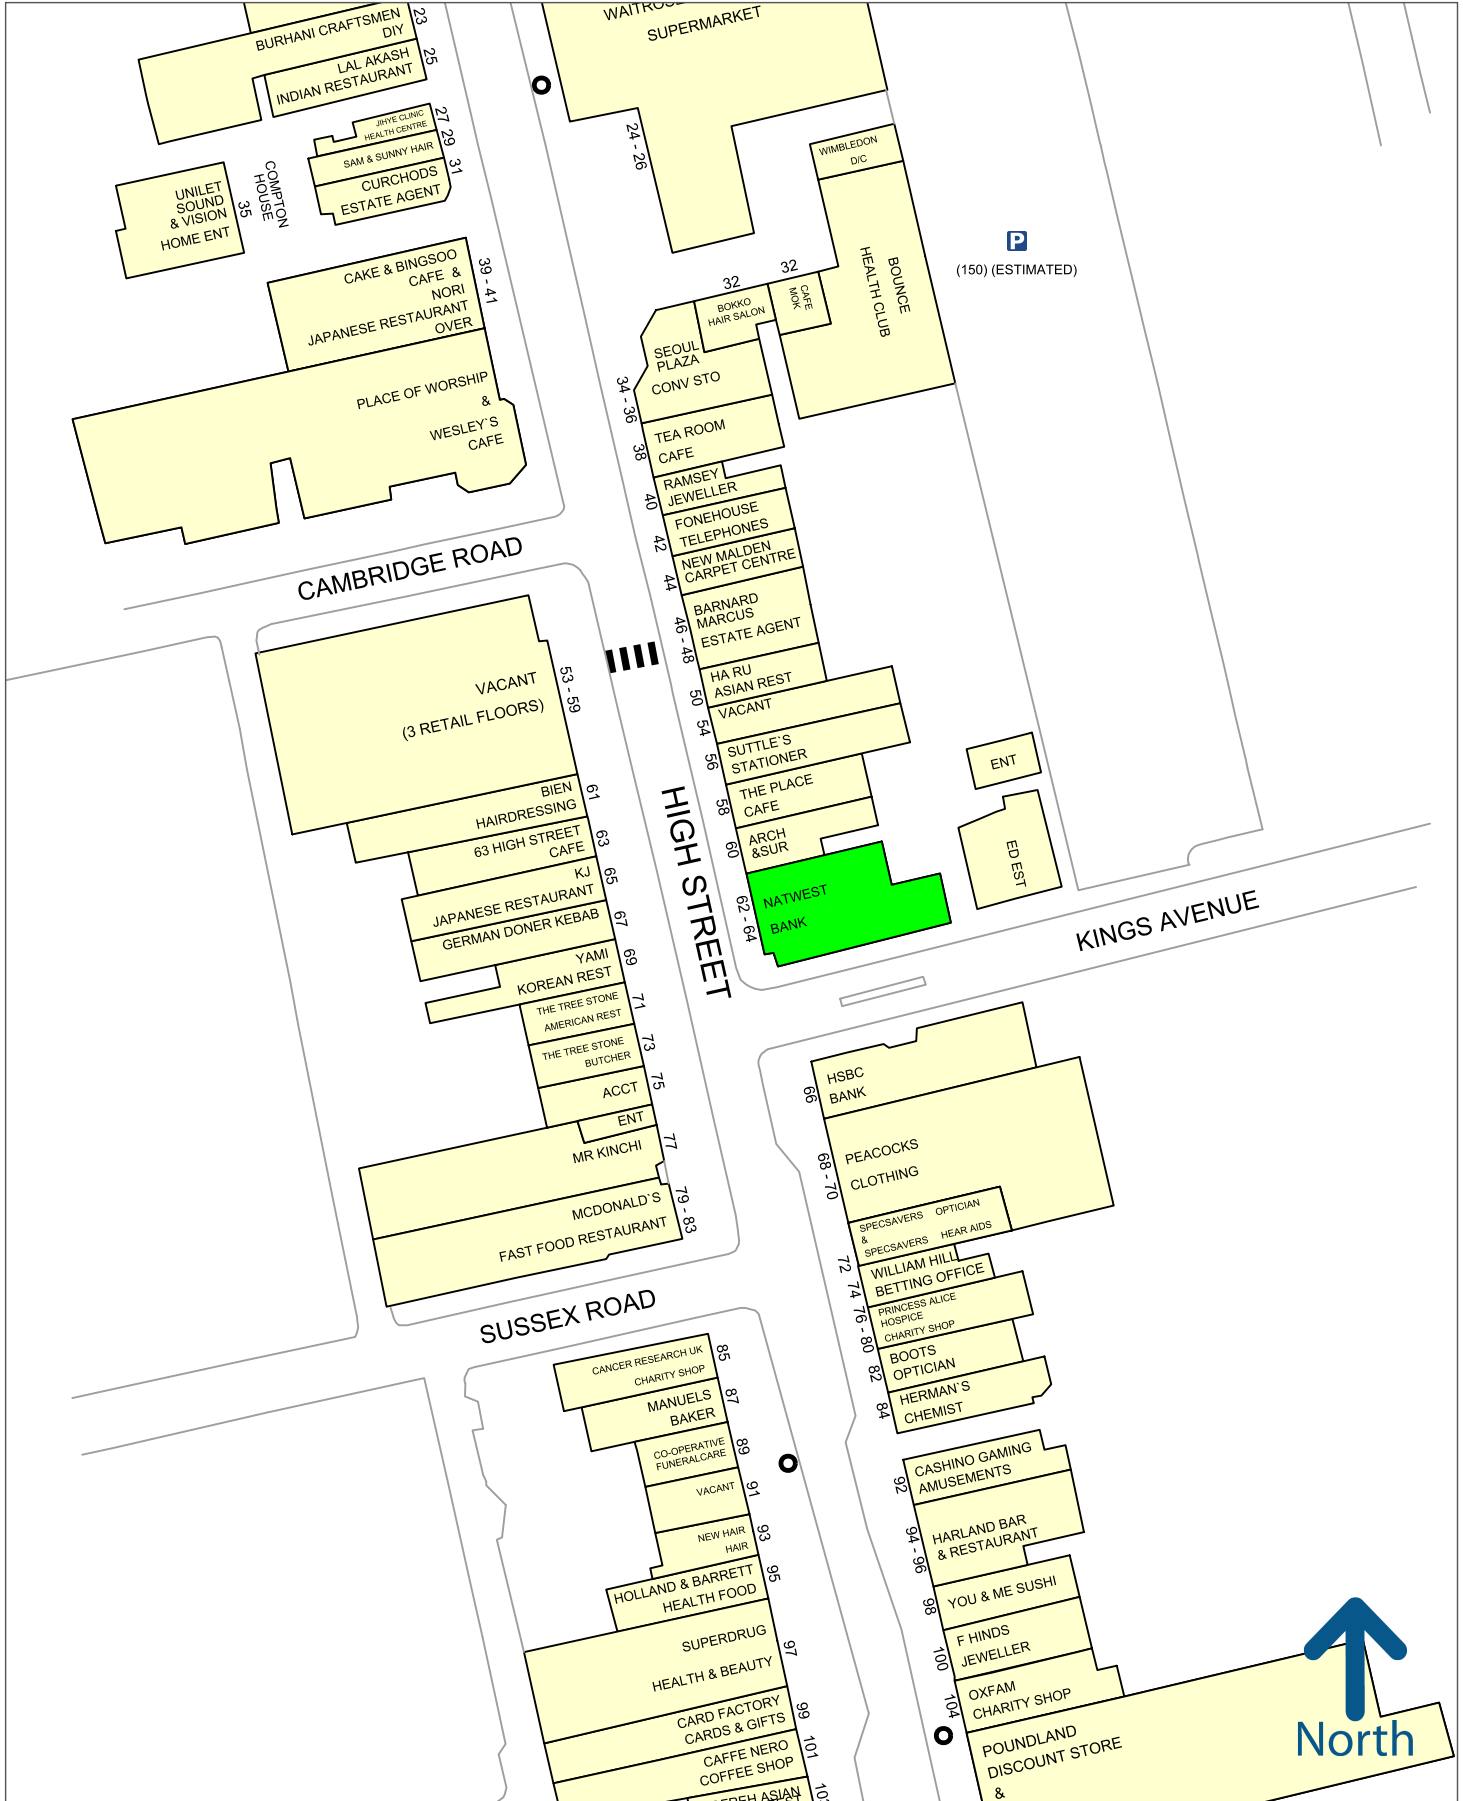 23
BURHANI CRAFTSMEN
DIY
25
LAL AKASH
INDIAN RESTAURANT
27
JIHYE CLINIC
HEALTH CENTRE
29
SAM & SUNNY HAIR
31
CURCHODS
ESTATE AGENT
COMPTON
HOUSE
35
UNILET
SOUND
& VISION
HOME ENT
39 - 41
CAKE & BINGSOO
CAFE &
NORI
JAPANESE RESTAURANT
OVER
PLACE OF WORSHIP
&
WESLEY`S
CAFE
WAITROSE
SUPERMARKET
24 - 26
WIMBLEDON
D/C
BOUNCE
HEALTH CLUB
P
(150) (ESTIMATED)
32
BOKKO
HAIR SALON
32
CAFE
MOK
SEOUL
PLAZA
CONV STO
34 - 36
TEA ROOM
CAFE
38
RAMSEY
JEWELLER
40
FONEHOUSE
TELEPHONES
42
NEW MALDEN
CARPET CENTRE
44
BARNARD
MARCUS
ESTATE AGENT
46 - 48
HA RU
ASIAN REST
50
VACANT
54
SUTTLE`S
STATIONER
56
THE PLACE
CAFE
58
ARCH
&SUR
60
NATWEST
BANK
62 - 64
ENT
ED EST
CAMBRIDGE ROAD
HIGH STREET
KINGS AVENUE
VACANT
(3 RETAIL FLOORS)
53 - 59
BIEN
HAIRDRESSING
61
63 HIGH STREET
CAFE
63
KJ
JAPANESE RESTAURANT
65
GERMAN DONER KEBAB
67
YAMI
KOREAN REST
69
THE TREE STONE
AMERICAN REST
71
THE TREE STONE
BUTCHER
73
ACCT
75
ENT
MR KINCHI
77
MCDONALD`S
FAST FOOD RESTAURANT
79 - 83
HSBC
BANK
66
PEACOCKS
CLOTHING
68 - 70
SPECSAVERS OPTICIAN
&
SPECSAVERS HEAR AIDS
72
WILLIAM HILL
BETTING OFFICE
74
PRINCESS ALICE
HOSPICE
CHARITY SHOP
76 - 80
BOOTS
OPTICIAN
82
HERMAN`S
CHEMIST
84
SUSSEX ROAD
CANCER RESEARCH UK
CHARITY SHOP
85
MANUELS
BAKER
87
CO-OPERATIVE
FUNERALCARE
89
VACANT
91
NEW HAIR
HAIR
93
HOLLAND & BARRETT
HEALTH FOOD
95
SUPERDRUG
HEALTH & BEAUTY
97
CARD FACTORY
CARDS & GIFTS
99
CAFFE NERO
COFFEE SHOP
101
ASIAN
CASHINO GAMING
AMUSEMENTS
92
HARLAND BAR
& RESTAURANT
94 - 96
YOU & ME SUSHI
98
F HINDS
JEWELLER
100
OXFAM
CHARITY SHOP
104
POUNDLAND
DISCOUNT STORE
&
North